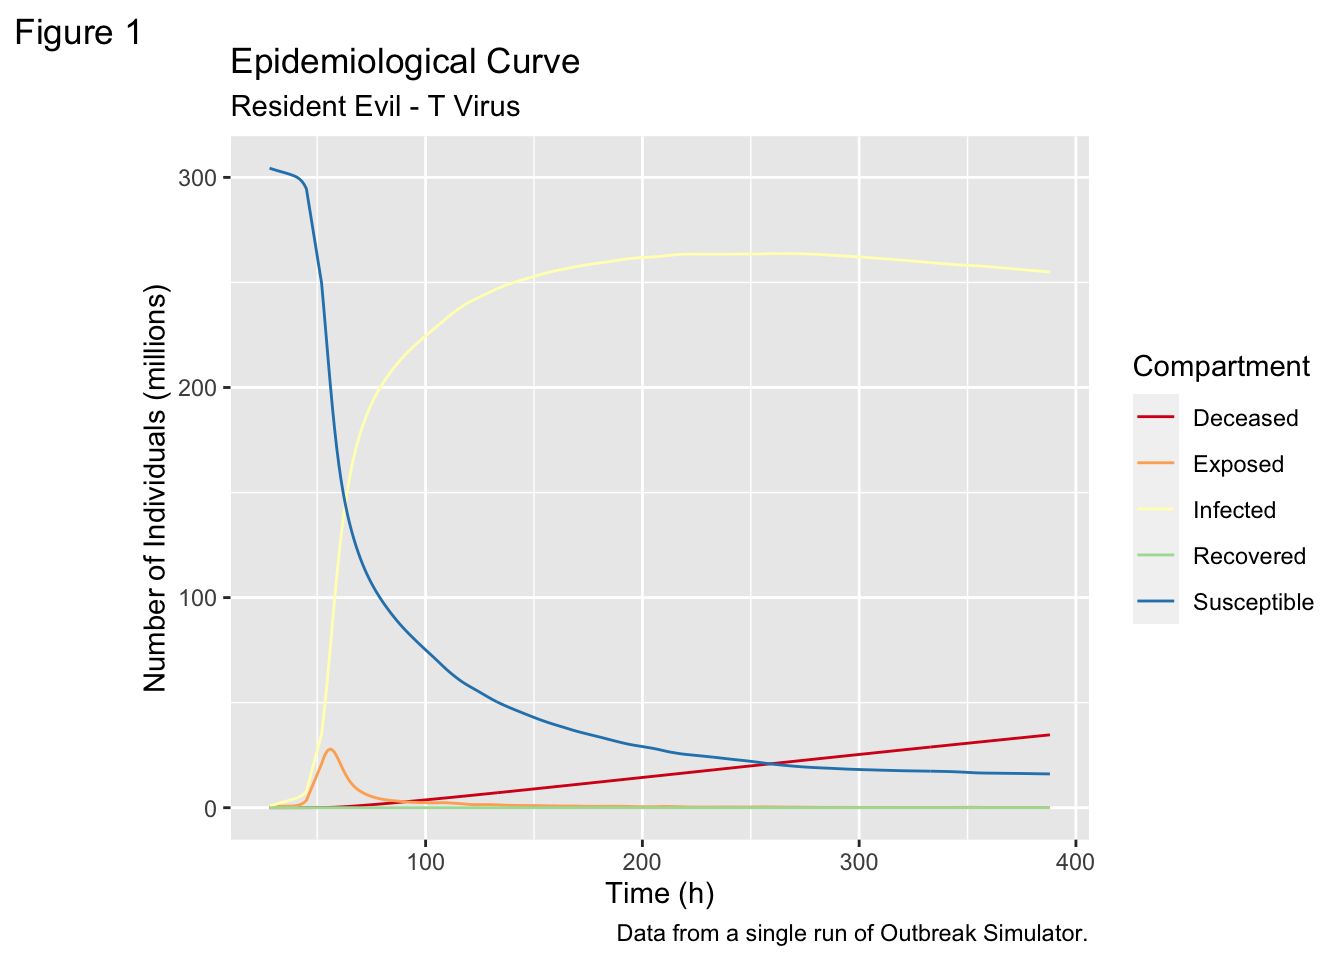 Figure 1
Epidemiological Curve
Resident Evil - T Virus
Number of Individuals (millions)
300
200
100
0
100
200
300
400
Time (h)
Compartment
Deceased
Exposed
Infected
Recovered
Susceptible
Data from a single run of Outbreak Simulator.